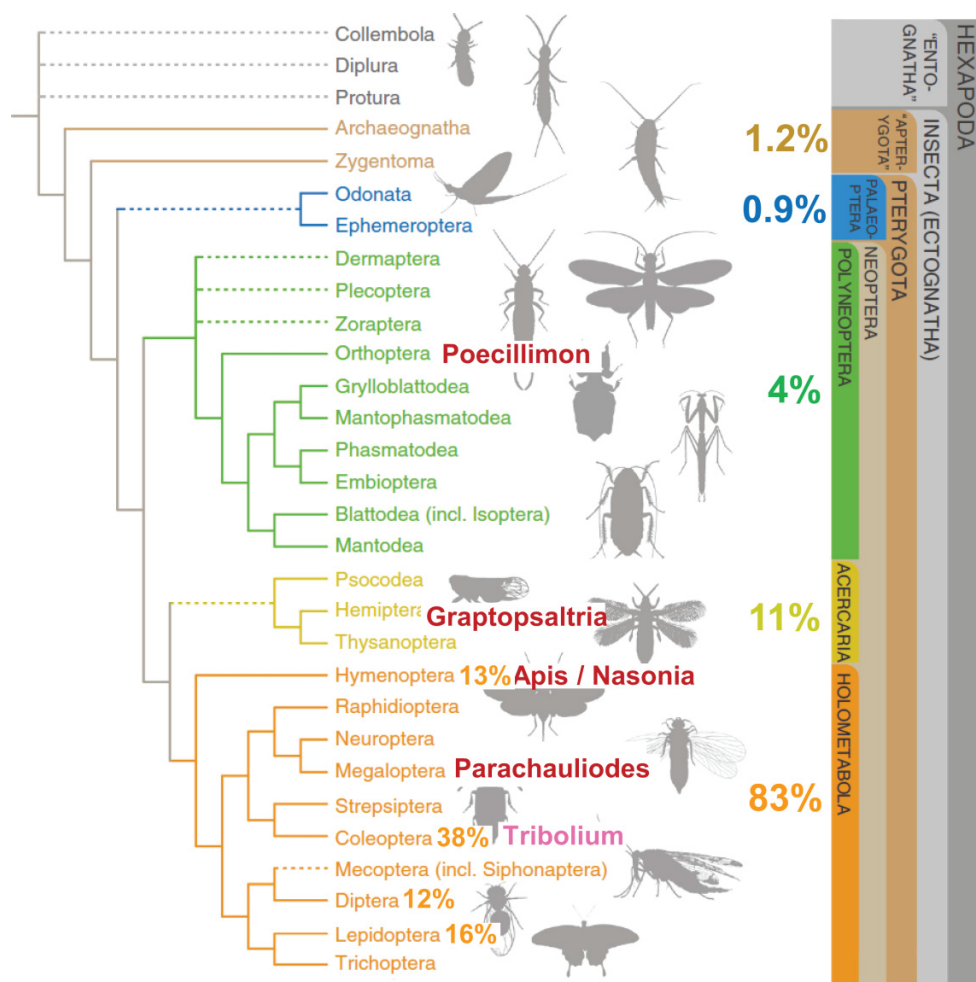 Collembola
Diplura
Protura
Archaeognatha
Zygentoma
Odonata
Ephemeroptera
Dermaptera
Plecoptera
Zoraptera
Orthoptera Poecillimon
Grylloblattodea
Mantophasmatodea
Phasmatodea
Embioptera
Blattodea (incl. Isoptera)
Mantodea
Psocodea
Hemiptera Graptopsaltria
Thysanoptera
Hymenoptera 13% Apis / Nasonia
Raphidioptera
Neuroptera
Megaloptera Parachauliodes
Strepsiptera
Coleoptera 38% Tribolium
Mecoptera (incl. Siphonaptera)
Diptera 12%
Lepidoptera 16%
Trichoptera
1.2%
0.9%
4%
11%
83%
"ENTO-
GNATHA"
"APTER-
YGOTA"
PALAEO-
PTERA
POLYNEOPTERA
ACERCARIA
HOLOMETABOLA
NEOPTERA
PTERYGOTA
INSECTA (ECTOGNATHA)
HEXAPODA